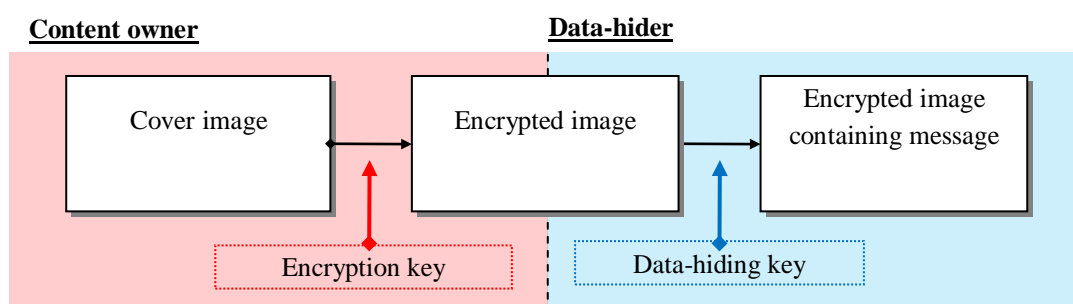 Content owner
Data-hider
Cover image
Encrypted image
Encrypted image
containing message
Encryption key
Data-hiding key